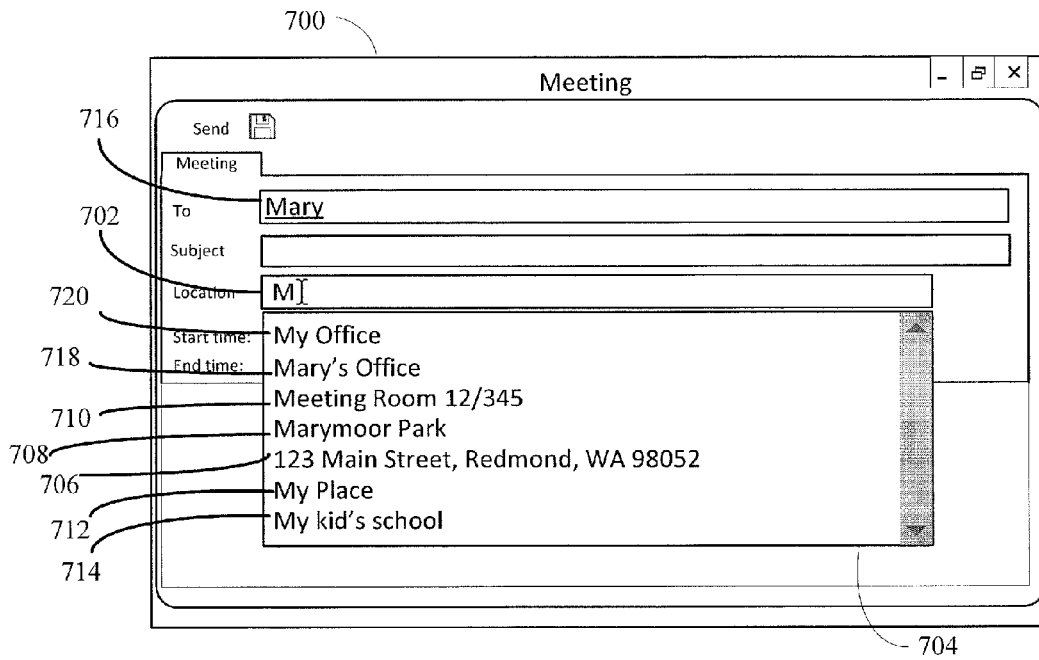 700
Meeting
716
Send
Meeting
To
Mary
702
Subject
Location
M
720
Start time:
My Office
718
End time:
Mary's Office
710
Meeting Room 12/345
708
Marymoor Park
706
123 Main Street, Redmond, WA 98052
712
My Place
714
My kid's school
704